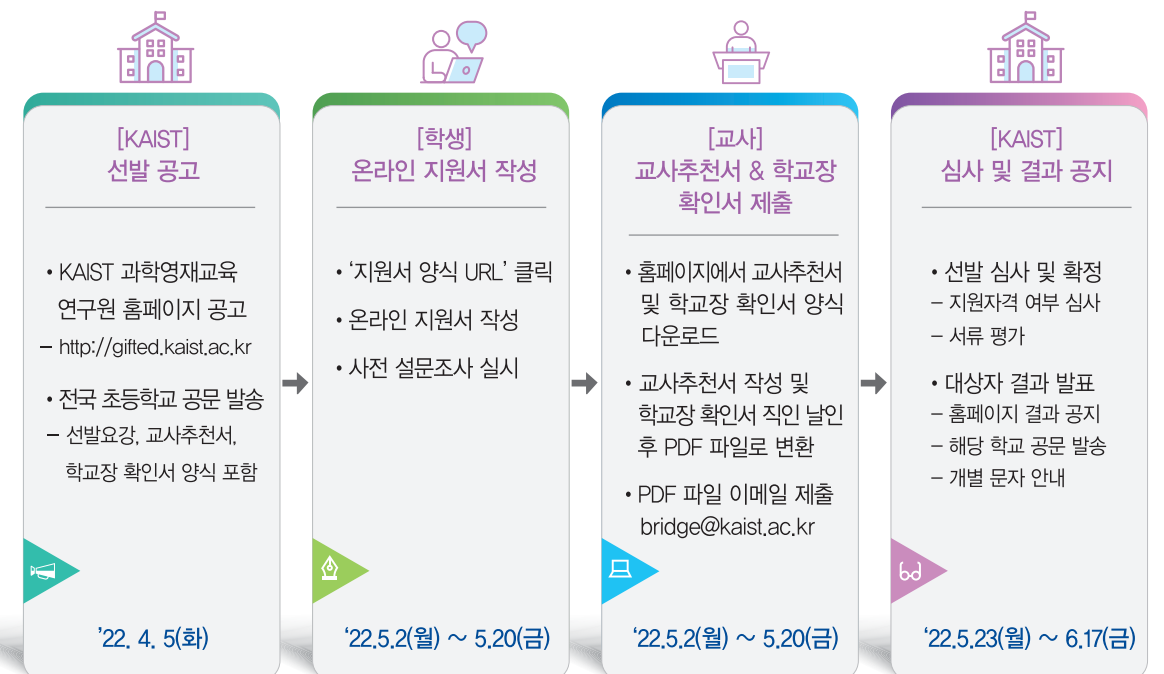 [KAIST]
선발 공고
• KAIST 과학영재교육
연구원 홈페이지 공고
– http://gifted.kaist.ac.kr
• 전국 초등학교 공문 발송
– 선발요강, 교사추천서,
학교장 확인서 양식 포함
'22. 4. 5(화)
[학생]
온라인 지원서 작성
• ‘지원서 양식 URL’ 클릭
• 온라인 지원서 작성
• 사전 설문조사 실시
‘22.5.2(월) ~ 5.20(금)
[교사]
교사추천서 & 학교장
확인서 제출
• 홈페이지에서 교사추천서
및 학교장 확인서 양식
다운로드
• 교사추천서 작성 및
학교장 확인서 직인 날인
후 PDF 파일로 변환
• PDF 파일 이메일 제출
bridge@kaist.ac.kr
‘22.5.2(월) ~ 5.20(금)
[KAIST]
심사 및 결과 공지
• 선발 심사 및 확정
– 지원자격 여부 심사
– 서류 평가
• 대상자 결과 발표
– 홈페이지 결과 공지
– 해당 학교 공문 발송
– 개별 문자 안내
‘22.5.23(월) ~ 6.17(금)